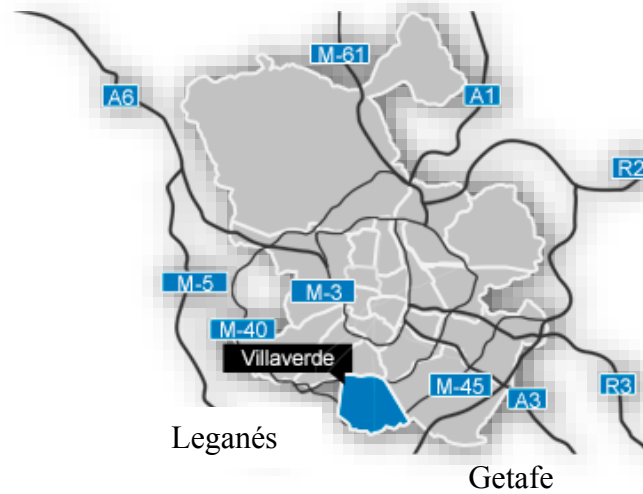 M-61
A6
A1
R2
M-5
M-3
M-40
Villaverde
M-45
R3
A3
Leganés
Getafe